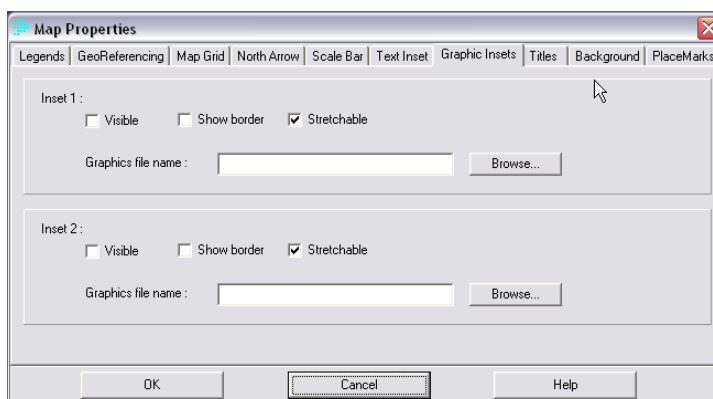 Map Properties
Legends GeoReferencing Map Grid North Arrow Scale Bar Text Inset Graphic Insets Titles Background PlaceMarks
Inset 1 :
Visible Show border Stretchable
Graphics file name : Browse...
Inset 2 :
Visible Show border Stretchable
Graphics file name : Browse...
OK Cancel Help